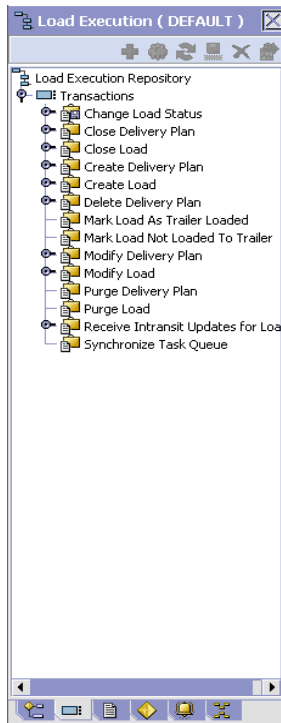 Load Execution ( DEFAULT )
Load Execution Repository
Transactions
Change Load Status
Close Delivery Plan
Close Load
Create Delivery Plan
Create Load
Delete Delivery Plan
Mark Load As Trailer Loaded
Mark Load Not Loaded To Trailer
Modify Delivery Plan
Modify Load
Purge Delivery Plan
Purge Load
Receive Intransit Updates for Loa
Synchronize Task Queue